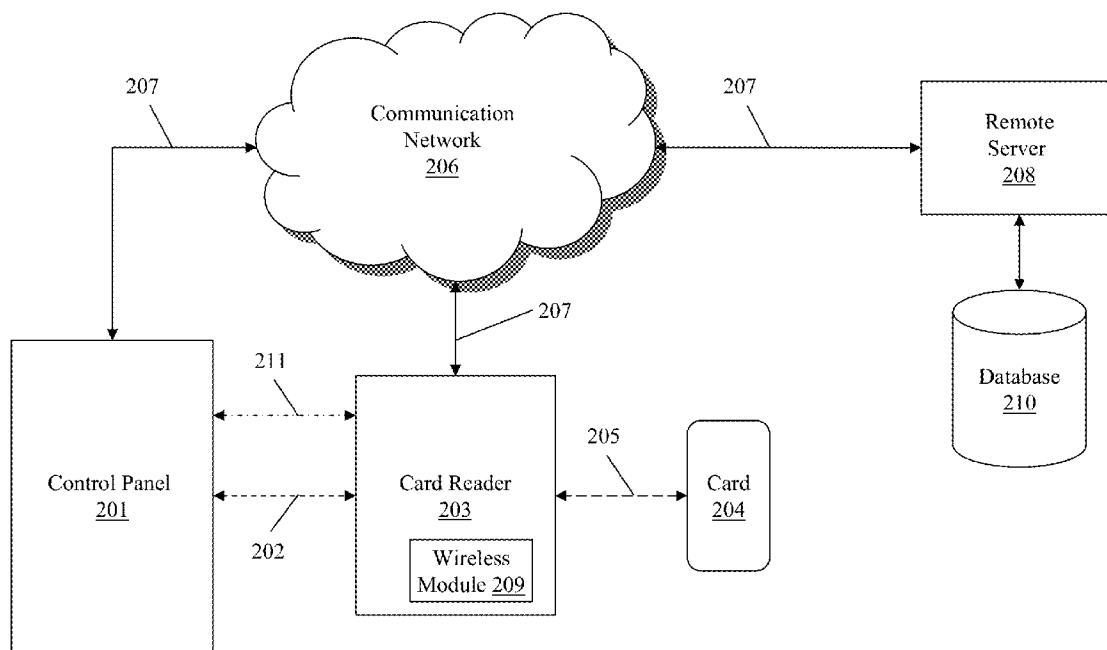 207
Communication
Network
206
207
Remote
Server
208
207
211
Database
210
205
Control Panel
201
Card Reader
203
Card
204
202
Wireless
Module 209